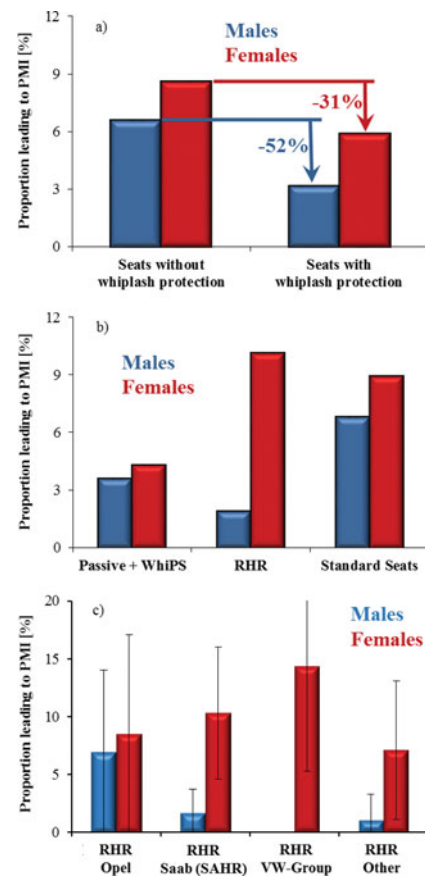 a)
Males
Females
Proportion leading to PMI [%]
12
9
6
3
0
-31%
-52%
Seats without
whiplash protection
Seats with
whiplash protection
b)
Males
Females
Proportion leading to PMI [%]
12
9
6
3
0
Passive + WhiPS
RHR
Standard Seats
c)
Males
Females
Proportion leading to PMI [%]
20
15
10
5
0
RHR
Opel
RHR
Saab (SAHR)
RHR
VW-Group
RHR
Other